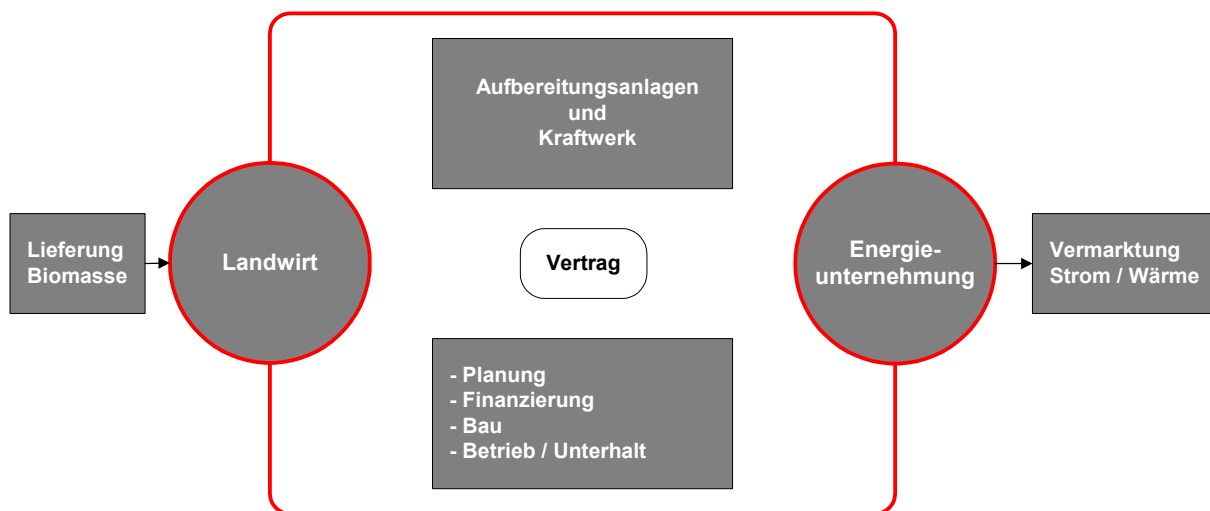 Aufbereitungsanlagen
und
Kraftwerk
Lieferung
Biomasse
Landwirt
Vertrag
Energie-
unternehmung
Vermarktung
Strom / Wärme
- Planung
- Finanzierung
- Bau
- Betrieb / Unterhalt